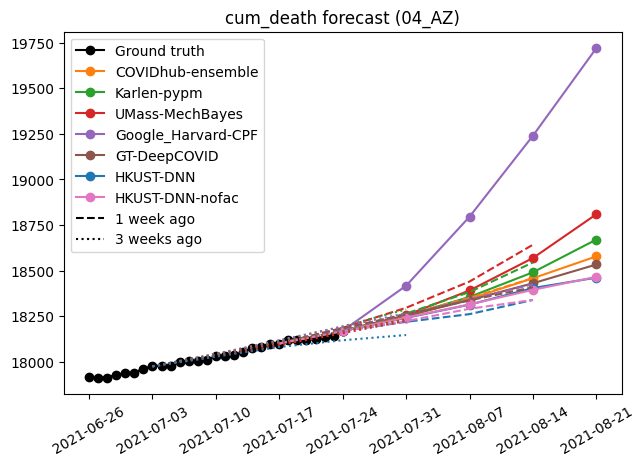 cum_death forecast (04_AZ)
19750
19500
19250
19000
18750
18500
18250
18000
Ground truth
COVIDhub-ensemble
Karlen-pypm
UMass-MechBayes
Google_Harvard-CPF
GT-DeepCOVID
HKUST-DNN
HKUST-DNN-nofac
1 week ago
3 weeks ago
2021-06-26
2021-07-03
2021-07-10
2021-07-17
2021-07-24
2021-07-31
2021-08-07
2021-08-14
2021-08-21